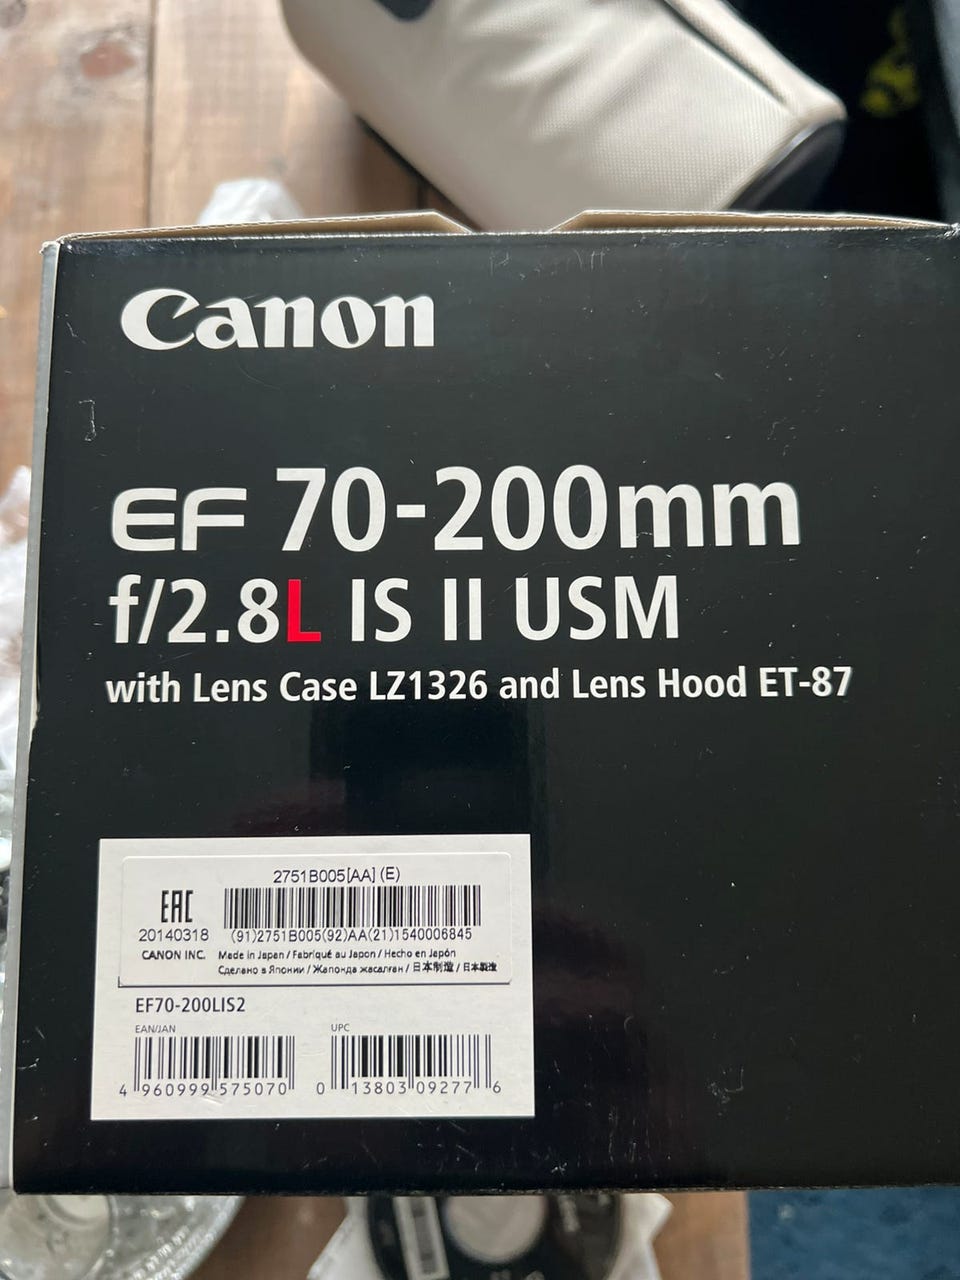 Canon
EF 70-200mm
f/2.8L IS II USM
with Lens Case LZ1326 and Lens Hood ET-87
2751B005[AA] (E)
EAC
20140318
(91)2751B005(92)AA(21)1540006845
CANON INC.
Made in Japan / Fabriqué au Japon / Hecho en Japón
Сделано в Японии / Жапонда жасалған / 日本制造 / 日本製造
EF70-200LIS2
EAN/JAN
UPC
4 960999 575070
0 13803 09277 6